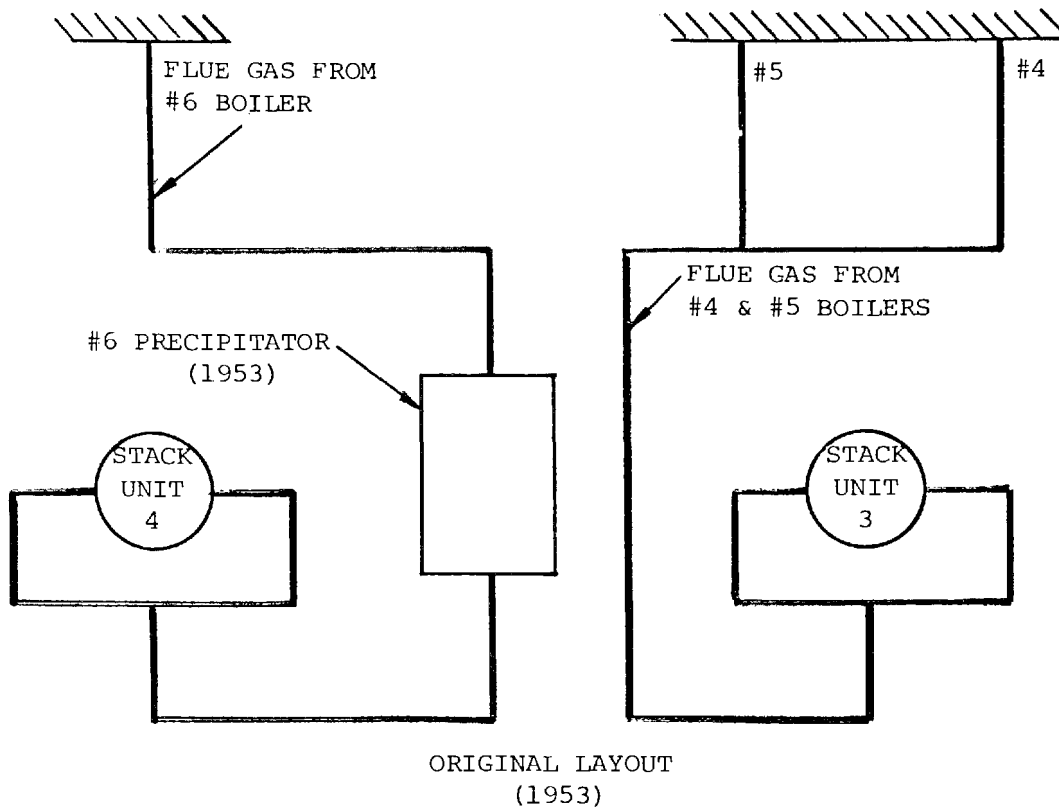 FLUE GAS FROM
#6 BOILER
#5
#4
FLUE GAS FROM
#4 & #5 BOILERS
#6 PRECIPITATOR
(1953)
STACK
UNIT
4
STACK
UNIT
3
ORIGINAL LAYOUT
(1953)